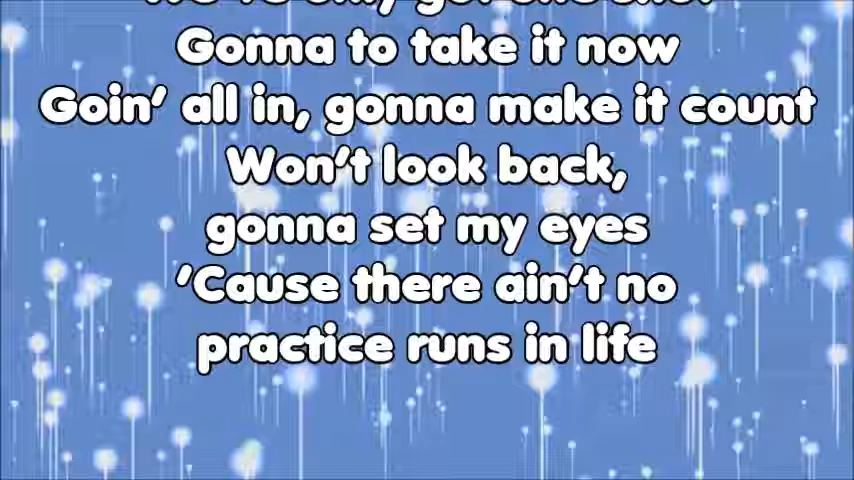 Gonna to take it now
Goin' all in, gonna make it count
Won't look back,
gonna set my eyes
'Cause there ain't no
practice runs in life